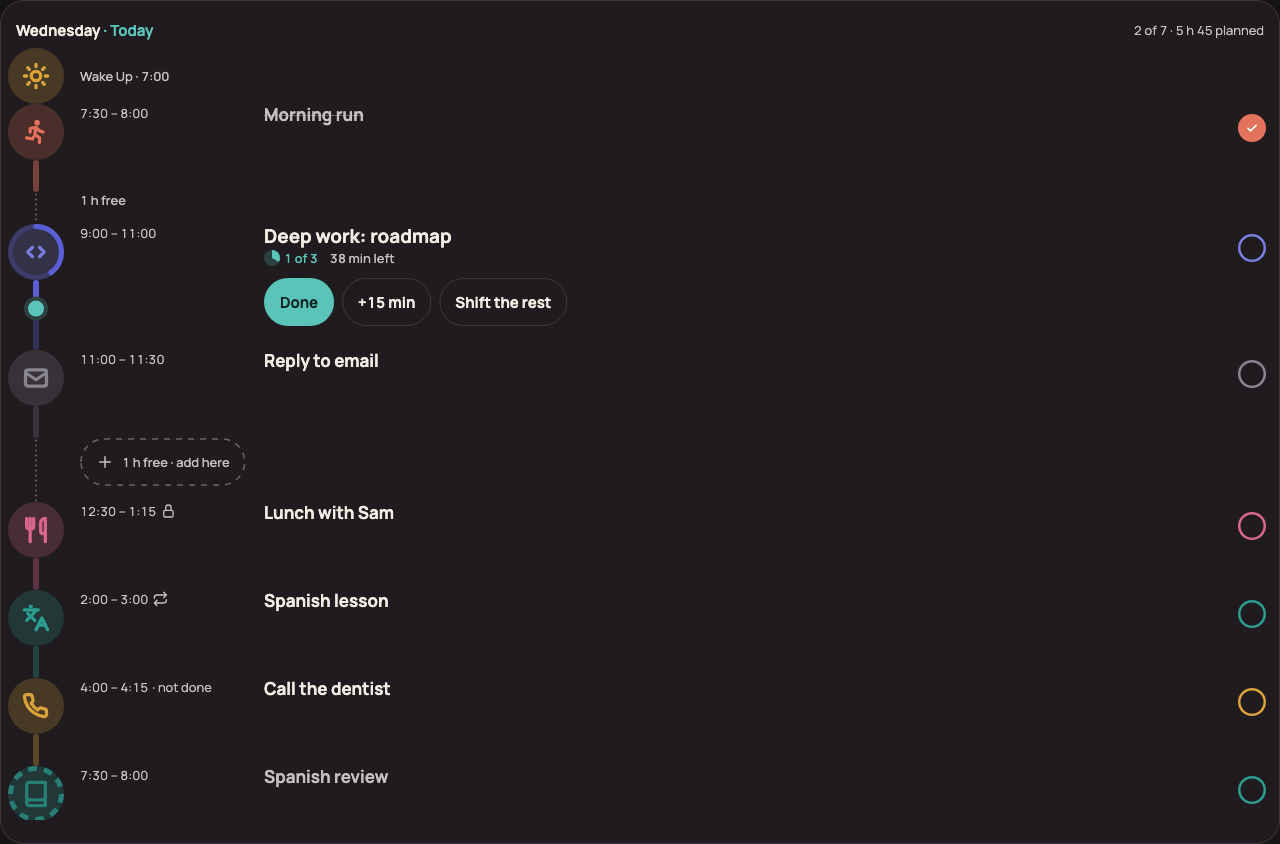 Wednesday · Today
2 of 7 · 5 h 45 planned
Wake Up · 7:00
7:30 – 8:00
Morning run
1 h free
9:00 – 11:00
Deep work: roadmap
1 of 3 38 min left
Done
+15 min
Shift the rest
11:00 – 11:30
Reply to email
1 h free · add here
12:30 – 1:15
Lunch with Sam
2:00 – 3:00
Spanish lesson
4:00 – 4:15 · not done
Call the dentist
7:30 – 8:00
Spanish review